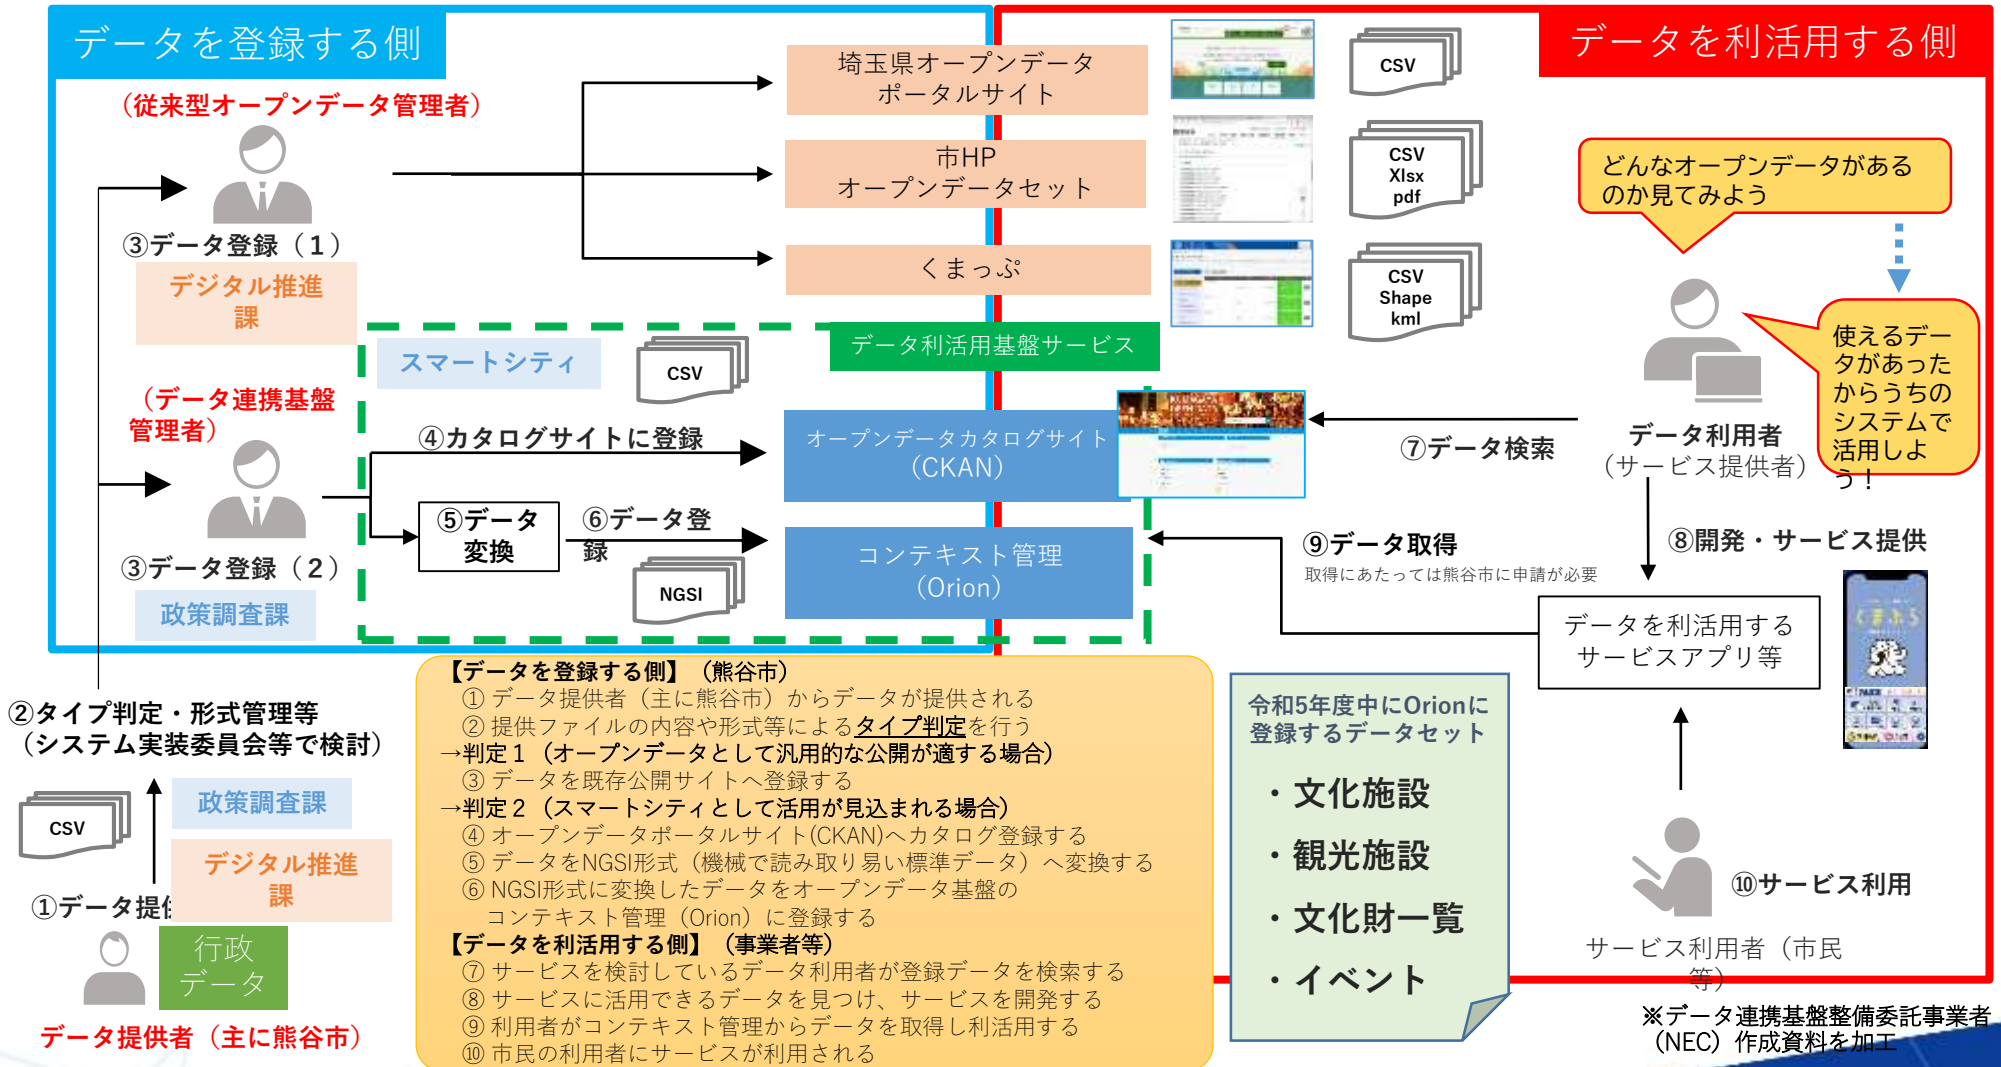 データを登録する側
データを利活用する側
(従来型オープンデータ管理者)
③データ登録（1）
デジタル推進
課
埼玉県オープンデータ
ポータルサイト
市HP
オープンデータセット
くまっぷ
CSV
CSV
Xlsx
pdf
CSV
Shape
kml
どんなオープンデータがある
のか見てみよう
使えるデー
タがあった
からうちの
システムで
活用しよ
う！
データ利用者
（サービス提供者）
データ利活用基盤サービス
スマートシティ
CSV
（データ連携基盤
管理者）
③データ登録（2）
政策調査課
④カタログサイトに登録
オープンデータカタログサイト
（CKAN）
⑤データ
変換
⑥データ登
録
NGSI
コンテキスト管理
（Orion）
⑦データ検索
⑧開発・サービス提供
⑨データ取得
取得にあたっては熊谷市に申請が必要
データを利活用する
サービスアプリ等
くまぶら
⑩サービス利用
サービス利用者（市民
等）
②タイプ判定・形式管理等
（システム実装委員会等で検討）
CSV
政策調査課
デジタル推進
課
①データ提供
行政
データ
データ提供者（主に熊谷市）
【データを登録する側】（熊谷市）
① データ提供者（主に熊谷市）からデータが提供される
② 提供ファイルの内容や形式等によるタイプ判定を行う
→判定１（オープンデータとして汎用的な公開が適する場合）
③ データを既存公開サイトへ登録する
→判定２（スマートシティとして活用が見込まれる場合）
④ オープンデータポータルサイト(CKAN)へカタログ登録する
⑤ データをNGSI形式（機械で読み取り易い標準データ）へ変換する
⑥ NGSI形式に変換したデータをオープンデータ基盤の
コンテキスト管理（Orion）に登録する
【データを利活用する側】（事業者等）
⑦ サービスを検討しているデータ利用者が登録データを検索する
⑧ サービスに活用できるデータを見つけ、サービスを開発する
⑨ 利用者がコンテキスト管理からデータを取得し利活用する
⑩ 市民の利用者にサービスが利用される
令和5年度中にOrionに
登録するデータセット
・文化施設
・観光施設
・文化財一覧
・イベント
※データ連携基盤整備委託事業者
（NEC）作成資料を加工